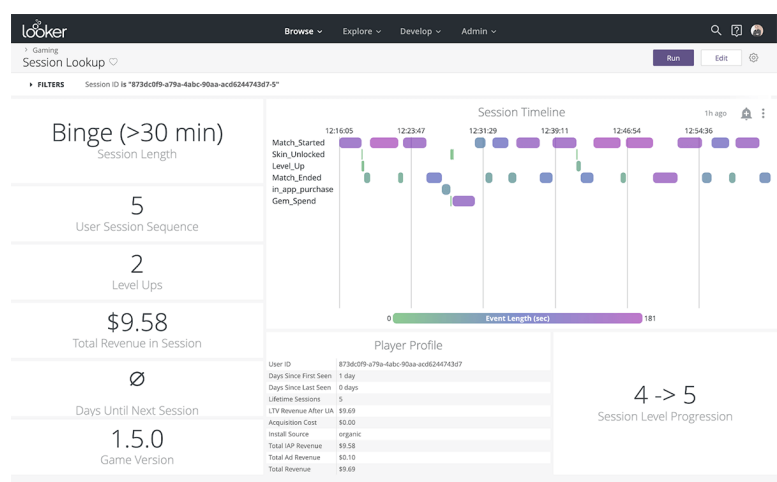 looker
Browse Explore Develop Admin
Gaming
Session Lookup
Run Edit
FILTERS Session ID is "873dc0f9-a79a-4abc-90aa-acd6244743d7-5"
Binge (>30 min)
Session Length
5
User Session Sequence
2
Level Ups
$9.58
Total Revenue in Session
∅
Days Until Next Session
1.5.0
Game Version
Session Timeline
1h ago
12:16:05 12:23:47 12:31:29 12:39:11 12:46:54 12:54:36
Match_Started
Skin_Unlocked
Level_Up
Match_Ended
in_app_purchase
Gem_Spend
0 Event Length (sec) 181
Player Profile
User ID 873dc0f9-a79a-4abc-90aa-acd6244743d7
Days Since First Seen 1 day
Days Since Last Seen 0 days
Lifetime Sessions 5
LTV Revenue After UA $9.69
Acquisition Cost $0.00
Install Source organic
Total IAP Revenue $9.58
Total Ad Revenue $0.10
Total Revenue $9.69
4 -> 5
Session Level Progression